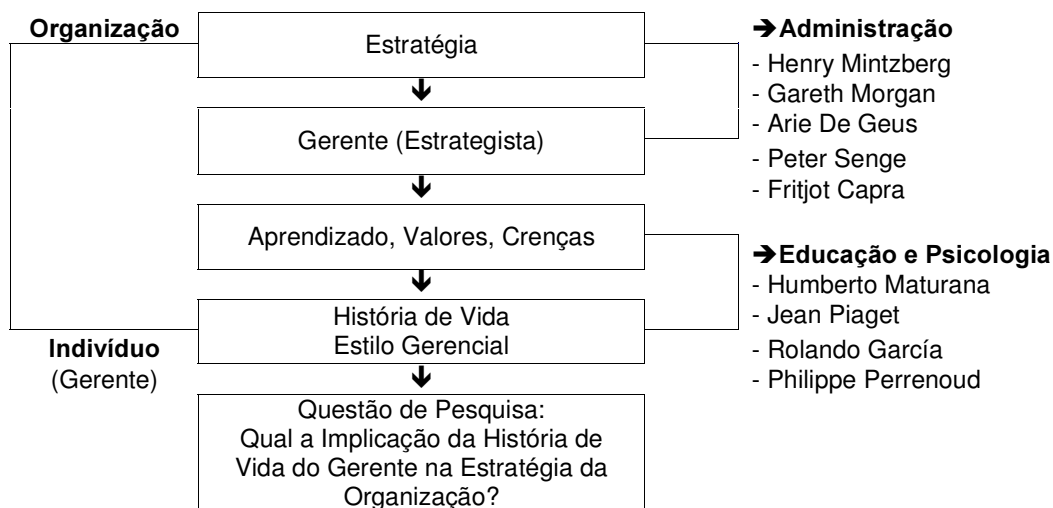 Organização
Estratégia
Gerente (Estrategista)
Aprendizado, Valores, Crenças
História de Vida
Estilo Gerencial
Indivíduo
(Gerente)
Questão de Pesquisa:
Qual a Implicação da História de
Vida do Gerente na Estratégia da
Organização?
➔Administração
- Henry Mintzberg
- Gareth Morgan
- Arie De Geus
- Peter Senge
- Fritjot Capra
➔Educação e Psicologia
- Humberto Maturana
- Jean Piaget
- Rolando García
- Philippe Perrenoud